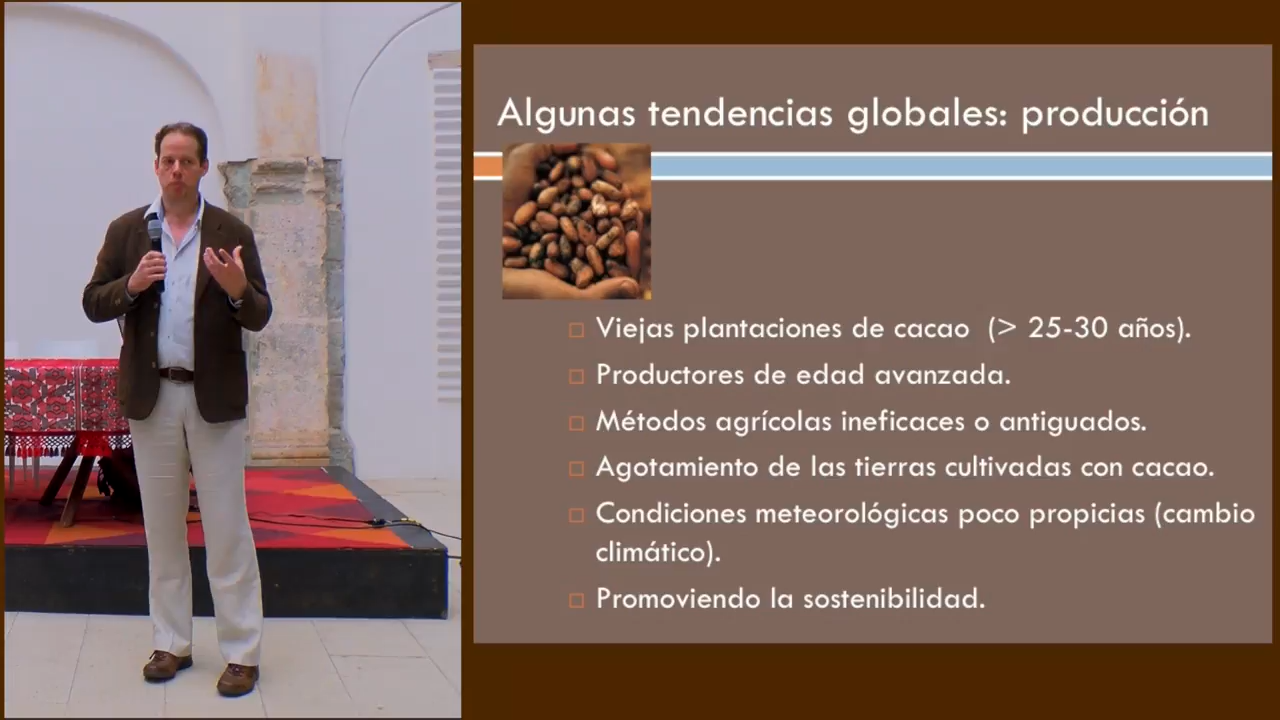 Algunas tendencias globales: producción
Viejas plantaciones de cacao (> 25-30 años).
Productores de edad avanzada.
Métodos agrícolas ineficaces o antiguados.
Agotamiento de las tierras cultivadas con cacao.
Condiciones meteorológicas poco propicias (cambio
climático).
Promoviendo la sostenibilidad.